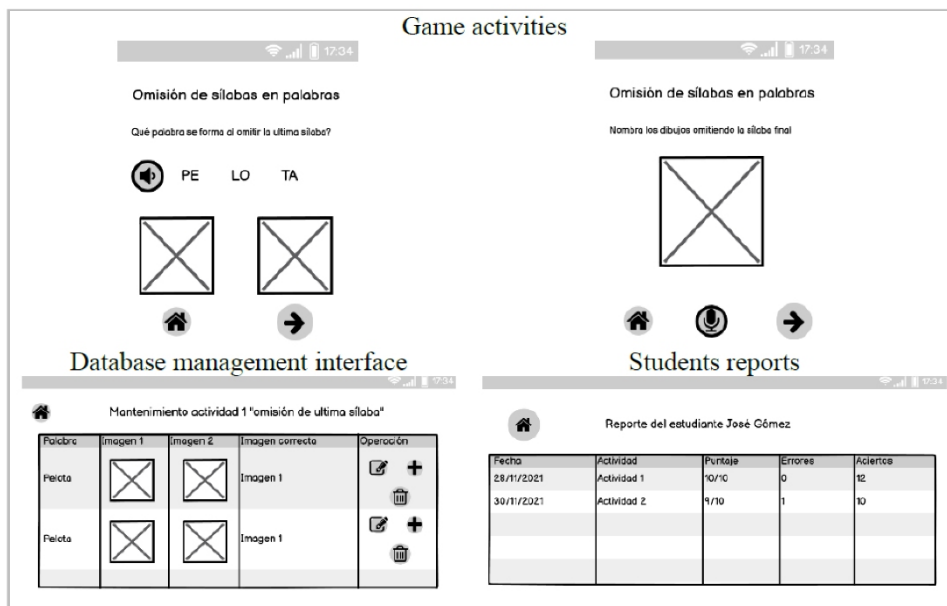 Game activities
17:34
17:34
Omisión de sílabas en palabras
Qué palabra se forma al omitir la ultima sílaba?
PE LO TA
Omisión de sílabas en palabras
Nombra los dibujos omitiendo la sílaba final
Database management interface
17:34
Mantenimiento actividad 1 "omisión de ultima sílaba"
Palabra Imagen 1 Imagen 2 Imagen correcta Operación
Pelota Imagen 1
Pelota Imagen 1
Students reports
17:34
Reporte del estudiante José Gómez
Fecha Actividad Puntaje Errores Aciertos
28/11/2021 Actividad 1 10/10 0 12
30/11/2021 Actividad 2 9/10 1 10